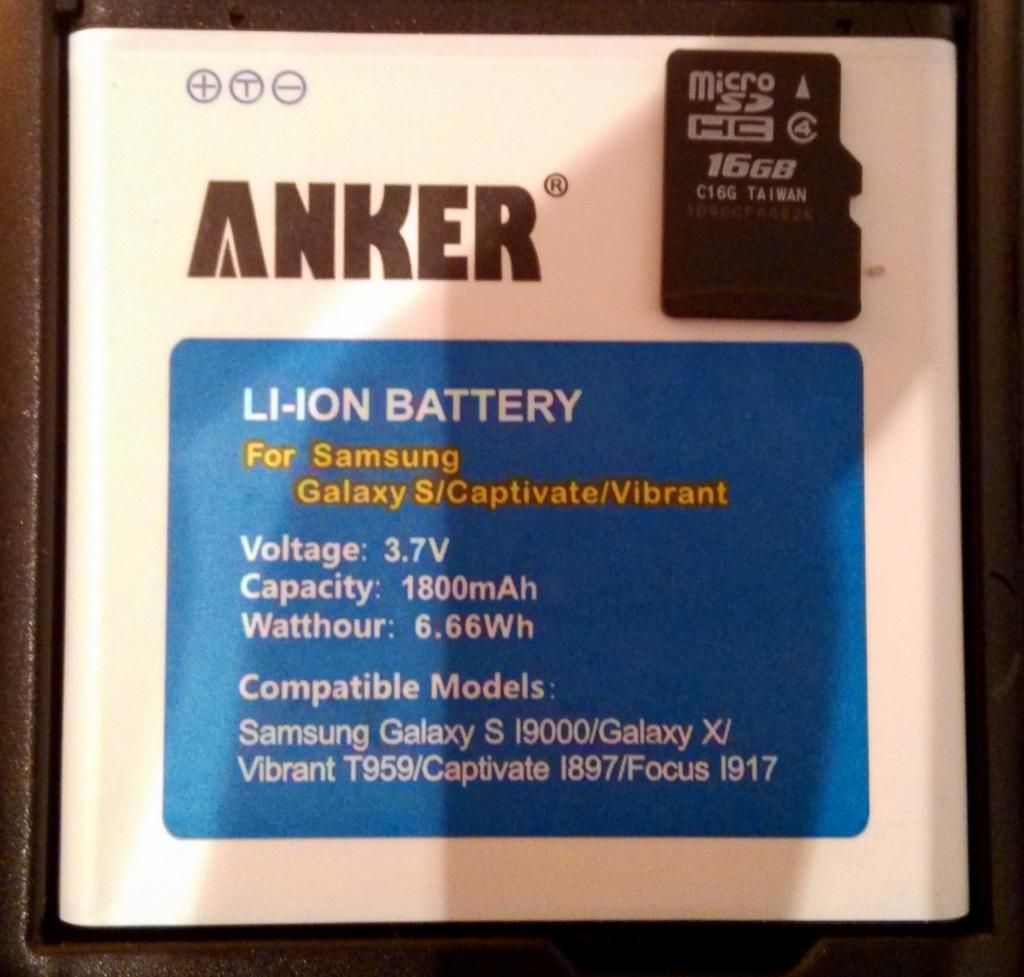 + T -
ANKER®
micro
SD
HC 4
16GB
C16G TAIWAN
LI-ION BATTERY
For Samsung
Galaxy S/Captivate/Vibrant
Voltage: 3.7V
Capacity: 1800mAh
Watthour: 6.66Wh
Compatible Models:
Samsung Galaxy S I9000/Galaxy X/
Vibrant T959/Captivate I897/Focus I917